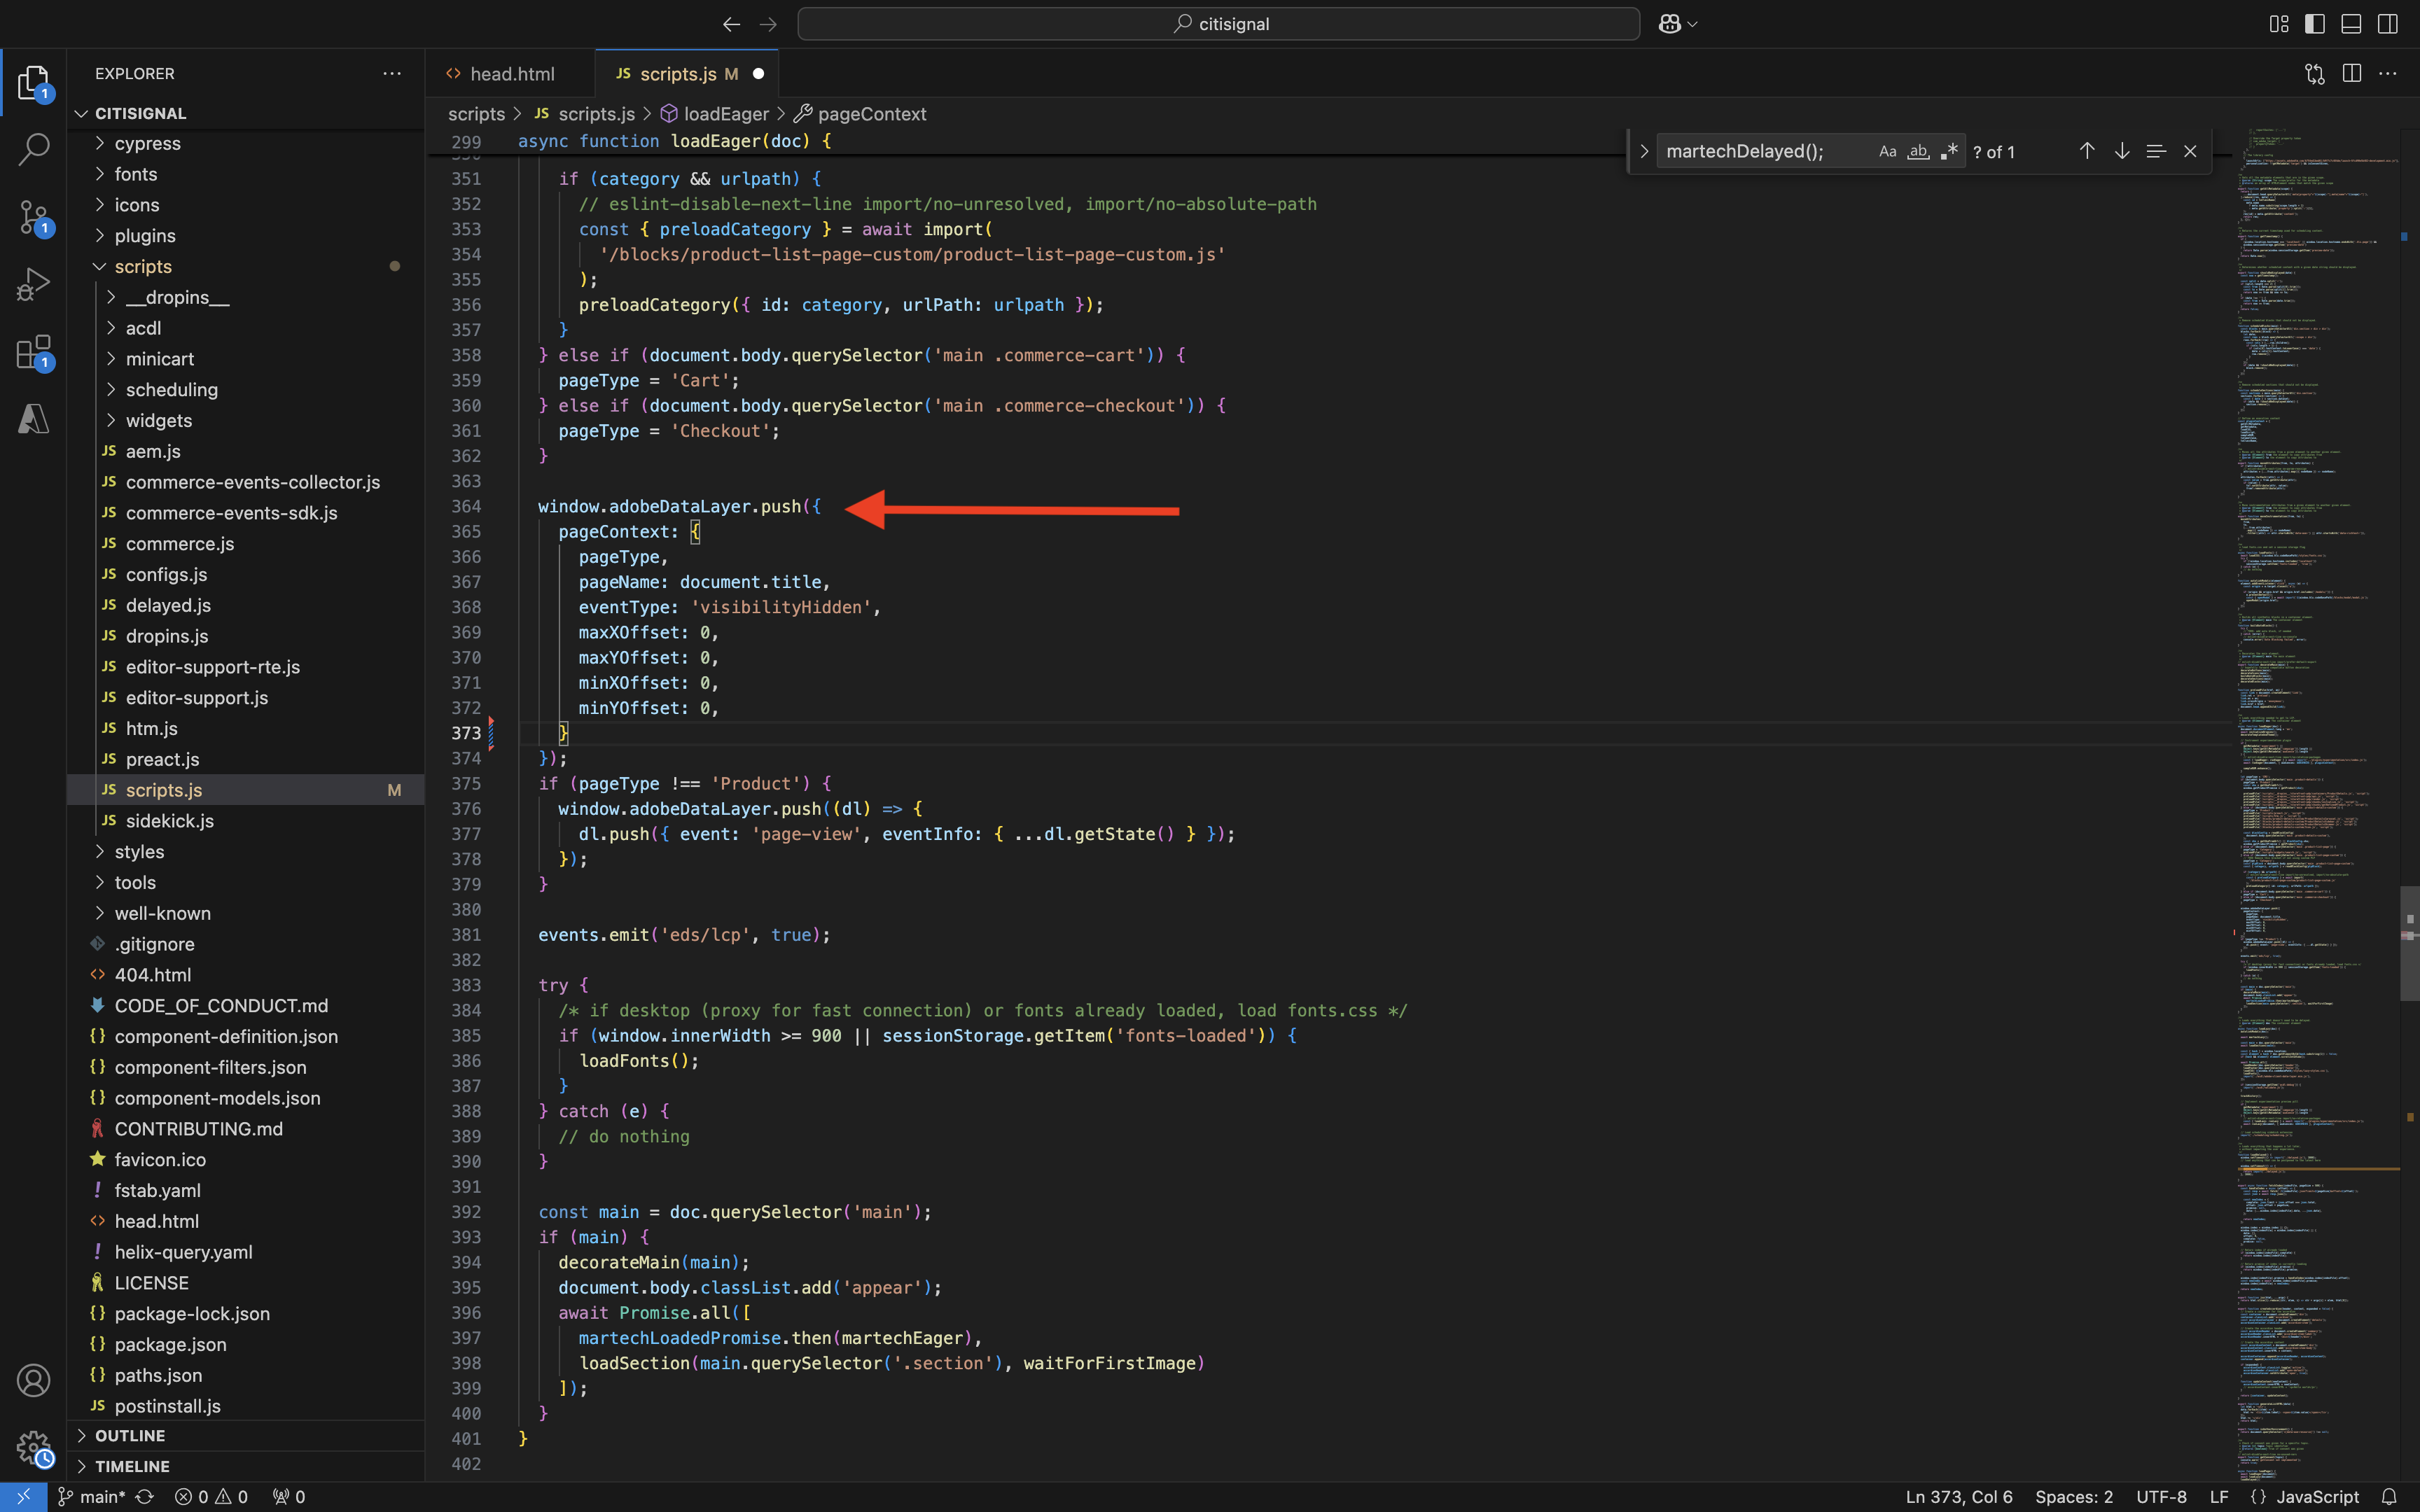 citisignal
EXPLORER
CITISIGNAL
cypress
fonts
icons
plugins
scripts
__dropins__
acdl
minicart
scheduling
widgets
JS aem.js
JS commerce-events-collector.js
JS commerce-events-sdk.js
JS commerce.js
JS configs.js
JS delayed.js
JS dropins.js
JS editor-support-rte.js
JS editor-support.js
JS htm.js
JS preact.js
JS scripts.js M
JS sidekick.js
styles
tools
well-known
.gitignore
<> 404.html
CODE_OF_CONDUCT.md
{} component-definition.json
{} component-filters.json
{} component-models.json
CONTRIBUTING.md
favicon.ico
! fstab.yaml
<> head.html
! helix-query.yaml
LICENSE
{} package-lock.json
{} package.json
{} paths.json
JS postinstall.js
OUTLINE
TIMELINE
1
1
1
<> head.html
JS scripts.js M
scripts > JS scripts.js > loadEager > pageContext
martechDelayed(); Aa ab .* ? of 1
299 async function loadEager(doc) {
351 if (category && urlpath) {
352 // eslint-disable-next-line import/no-unresolved, import/no-absolute-path
353 const { preloadCategory } = await import(
354 '/blocks/product-list-page-custom/product-list-page-custom.js'
355 );
356 preloadCategory({ id: category, urlPath: urlpath });
357 }
358 } else if (document.body.querySelector('main .commerce-cart')) {
359 pageType = 'Cart';
360 } else if (document.body.querySelector('main .commerce-checkout')) {
361 pageType = 'Checkout';
362 }
363
364 window.adobeDataLayer.push({
365 pageContext: {
366 pageType,
367 pageName: document.title,
368 eventType: 'visibilityHidden',
369 maxXOffset: 0,
370 maxYOffset: 0,
371 minXOffset: 0,
372 minYOffset: 0,
373 }
374 });
375 if (pageType !== 'Product') {
376 window.adobeDataLayer.push((dl) => {
377 dl.push({ event: 'page-view', eventInfo: { ...dl.getState() } });
378 });
379 }
380
381 events.emit('eds/lcp', true);
382
383 try {
384 /* if desktop (proxy for fast connection) or fonts already loaded, load fonts.css */
385 if (window.innerWidth >= 900 || sessionStorage.getItem('fonts-loaded')) {
386 loadFonts();
387 }
388 } catch (e) {
389 // do nothing
390 }
391
392 const main = doc.querySelector('main');
393 if (main) {
394 decorateMain(main);
395 document.body.classList.add('appear');
396 await Promise.all([
397 martechLoadedPromise.then(martechEager),
398 loadSection(main.querySelector('.section'), waitForFirstImage)
399 ]);
400 }
401 }
402
main* 0 0 0
Ln 373, Col 6 Spaces: 2 UTF-8 LF {} JavaScript